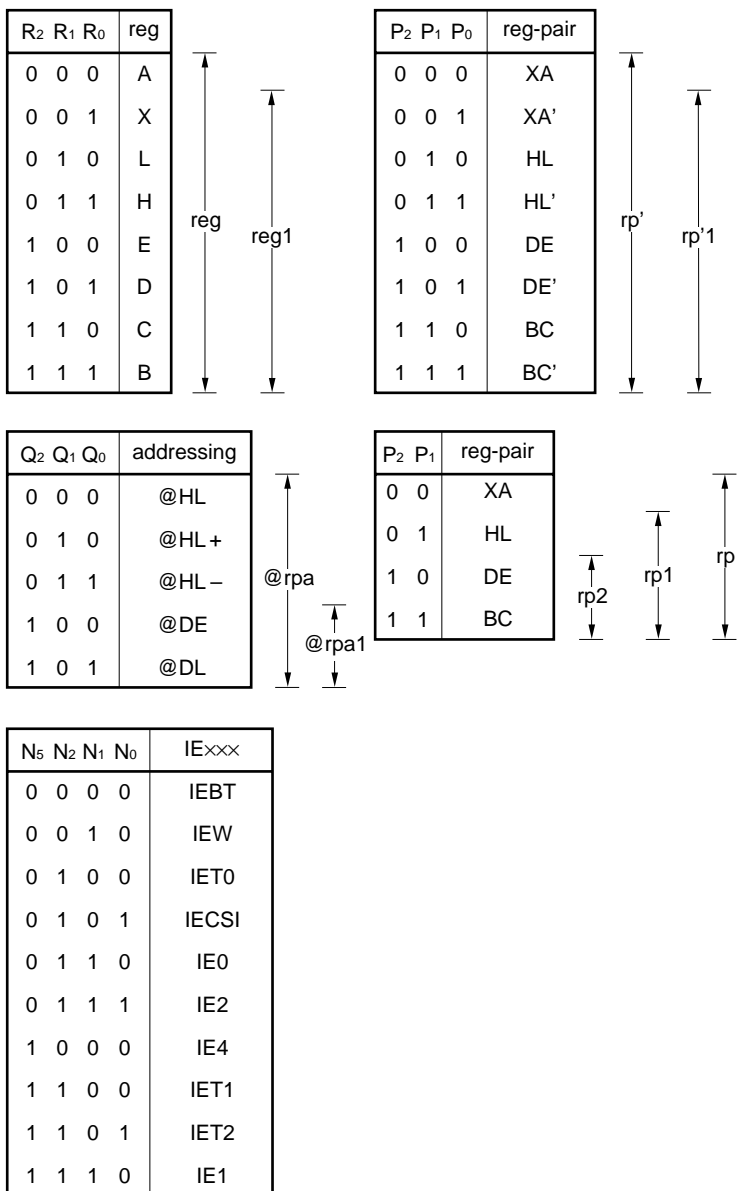 R2 R1 R0 reg
0 0 0 A
0 0 1 X
0 1 0 L
0 1 1 H
1 0 0 E
1 0 1 D
1 1 0 C
1 1 1 B
reg
reg1
P2 P1 P0 reg-pair
0 0 0 XA
0 0 1 XA’
0 1 0 HL
0 1 1 HL’
1 0 0 DE
1 0 1 DE’
1 1 0 BC
1 1 1 BC’
rp’
rp’1
Q2 Q1 Q0 addressing
0 0 0 @HL
0 1 0 @HL+
0 1 1 @HL–
1 0 0 @DE
1 0 1 @DL
@rpa
@rpa1
P2 P1 reg-pair
0 0 XA
0 1 HL
1 0 DE
1 1 BC
rp2
rp1
rp
N5 N2 N1 N0 IE×××
0 0 0 0 IEBT
0 0 1 0 IEW
0 1 0 0 IET0
0 1 0 1 IECSI
0 1 1 0 IE0
0 1 1 1 IE2
1 0 0 0 IE4
1 1 0 0 IET1
1 1 0 1 IET2
1 1 1 0 IE1